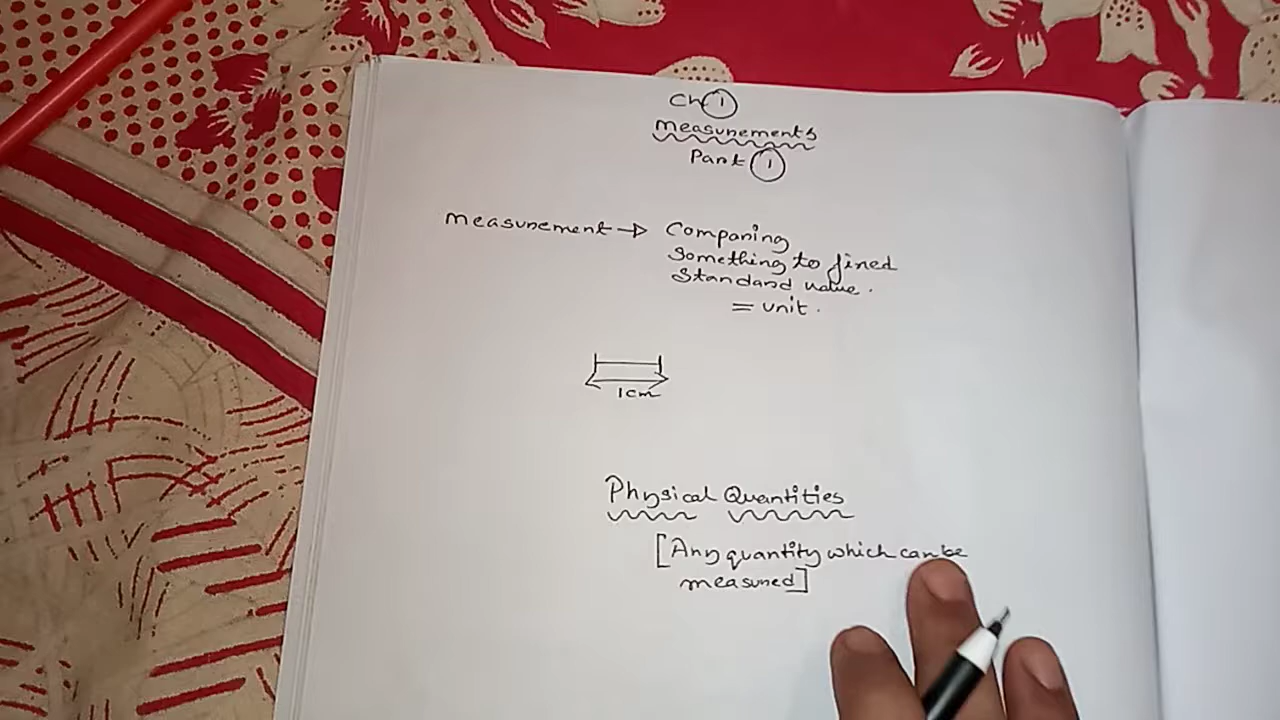 Ch ①
Measurements
Part ①
Measurement → Comparing
something to fixed
standard value.
= unit.
1cm
Physical Quantities
[Any quantity which can be
measured]